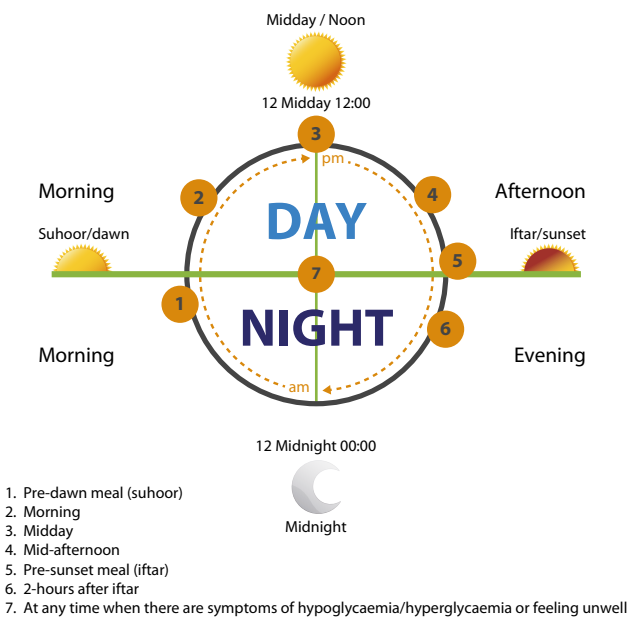 Midday / Noon
12 Midday 12:00
3
pm
2
4
Morning
Afternoon
DAY
Suhoor/dawn
Iftar/sunset
5
7
1
NIGHT
6
Morning
Evening
am
12 Midnight 00:00
Midnight
1. Pre-dawn meal (suhoor)
2. Morning
3. Midday
4. Mid-afternoon
5. Pre-sunset meal (iftar)
6. 2-hours after iftar
7. At any time when there are symptoms of hypoglycaemia/hyperglycaemia or feeling unwell